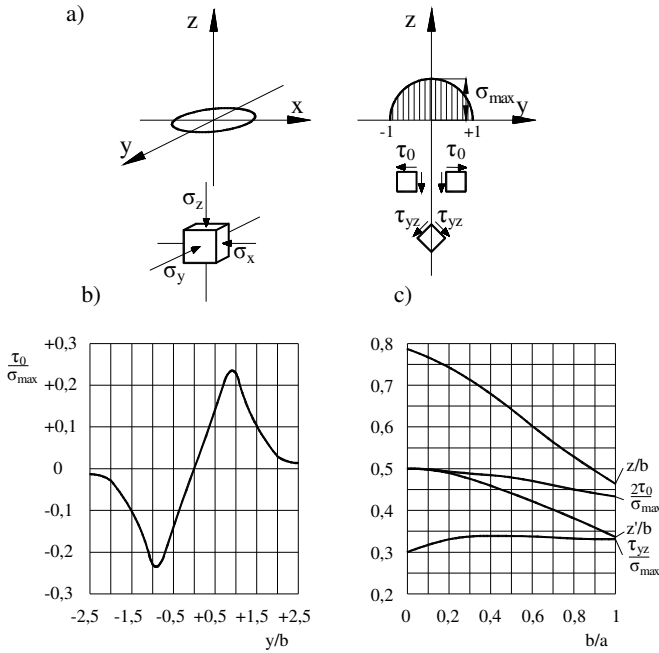 a)
z
x
y
σz
σx
σy
z
σmax
y
-1 +1
τ0 τ0
τyz τyz
b)
τ0/σmax
+0,3
+0,2
+0,1
0
-0,1
-0,2
-0,3
-2,5 -1,5 -0,5 +0,5 +1,5 +2,5
y/b
c)
0,8
0,7
0,6
0,5
0,4
0,3
0,2
0 0,2 0,4 0,6 0,8 1
b/a
z/b
2τ0/σmax
z'/b
τyz/σmax